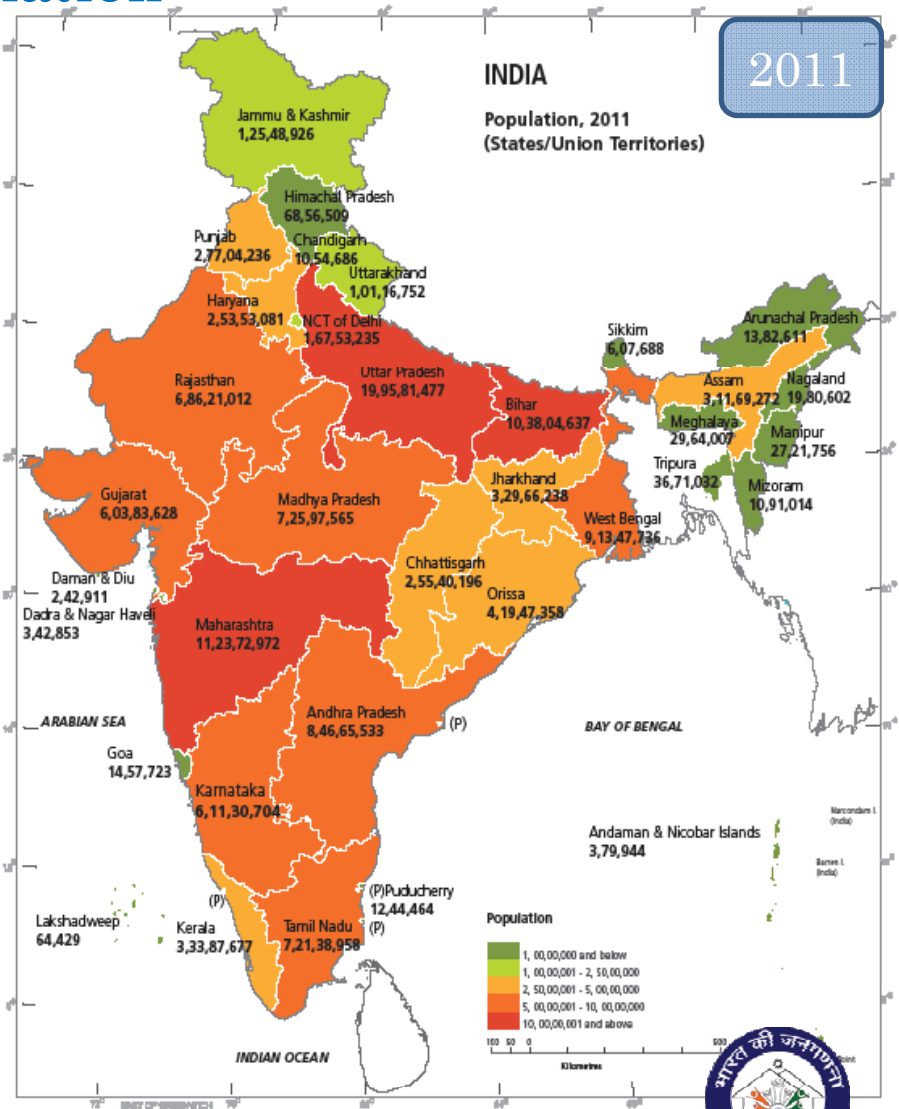 2011
INDIA
Population, 2011
(States/Union Territories)
Jammu & Kashmir
1,25,48,926
Himachal Pradesh
68,56,509
Punjab
2,77,04,236
Chandigarh
10,54,686
Uttarakhand
1,01,16,752
Haryana
2,53,53,081
NCT of Delhi
1,67,53,235
Arunachal Pradesh
13,82,611
Sikkim
6,07,688
Uttar Pradesh
19,95,81,477
Rajasthan
6,86,21,012
Bihar
10,38,04,637
Assam
3,11,69,272
Nagaland
19,80,602
Meghalaya
29,64,007
Manipur
27,21,756
Tripura
36,71,032
Mizoram
10,91,014
Jharkhand
3,29,66,238
West Bengal
9,13,47,736
Gujarat
6,03,83,628
Madhya Pradesh
7,25,97,565
Chhattisgarh
2,55,40,196
Orissa
4,19,47,358
Daman & Diu
2,42,911
Dadra & Nagar Haveli
3,42,853
Maharashtra
11,23,72,972
Andhra Pradesh
8,46,65,533
(P)
ARABIAN SEA
BAY OF BENGAL
Goa
14,57,723
Karnataka
6,11,30,704
Narcondam I.
(India)
Andaman & Nicobar Islands
3,79,944
Barren I.
(India)
(P)
(P)Puducherry
12,44,464
(P)
Lakshadweep
64,429
Kerala
3,33,87,677
Tamil Nadu
7,21,38,958
Population
1, 00,00,000 and below
1, 00,00,001 - 2, 50,00,000
2, 50,00,001 - 5, 00,00,000
5, 00,00,001 - 10, 00,00,000
10, 00,00,001 and above
100 50 0 500
Kilometres
INDIAN OCEAN
भारत की जनगणना